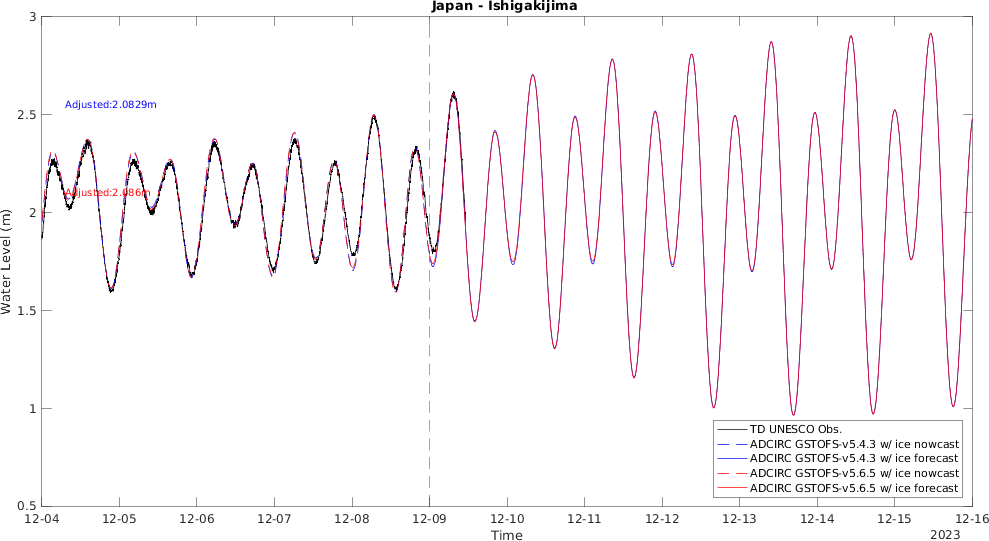 Japan - Ishigakijima
3
2.5
2
1.5
1
0.5
Water Level (m)
Adjusted:2.0829m
Adjusted:2.086m
TD UNESCO Obs.
ADCIRC GSTOFS-v5.4.3 w/ ice nowcast
ADCIRC GSTOFS-v5.4.3 w/ ice forecast
ADCIRC GSTOFS-v5.6.5 w/ ice nowcast
ADCIRC GSTOFS-v5.6.5 w/ ice forecast
12-04 12-05 12-06 12-07 12-08 12-09 12-10 12-11 12-12 12-13 12-14 12-15 12-16
Time
2023